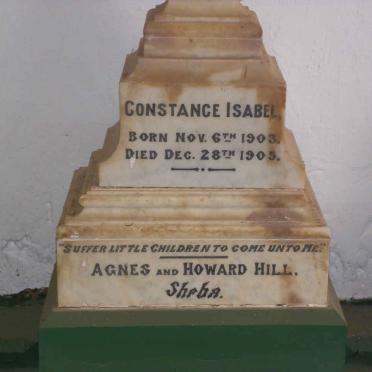 CONSTANCE ISABEL,
BORN NOV. 6TH 1903.
DIED DEC. 28TH 1905.
"SUFFER LITTLE CHILDREN TO COME UNTO ME."
AGNES AND HOWARD HILL.
Sheba.